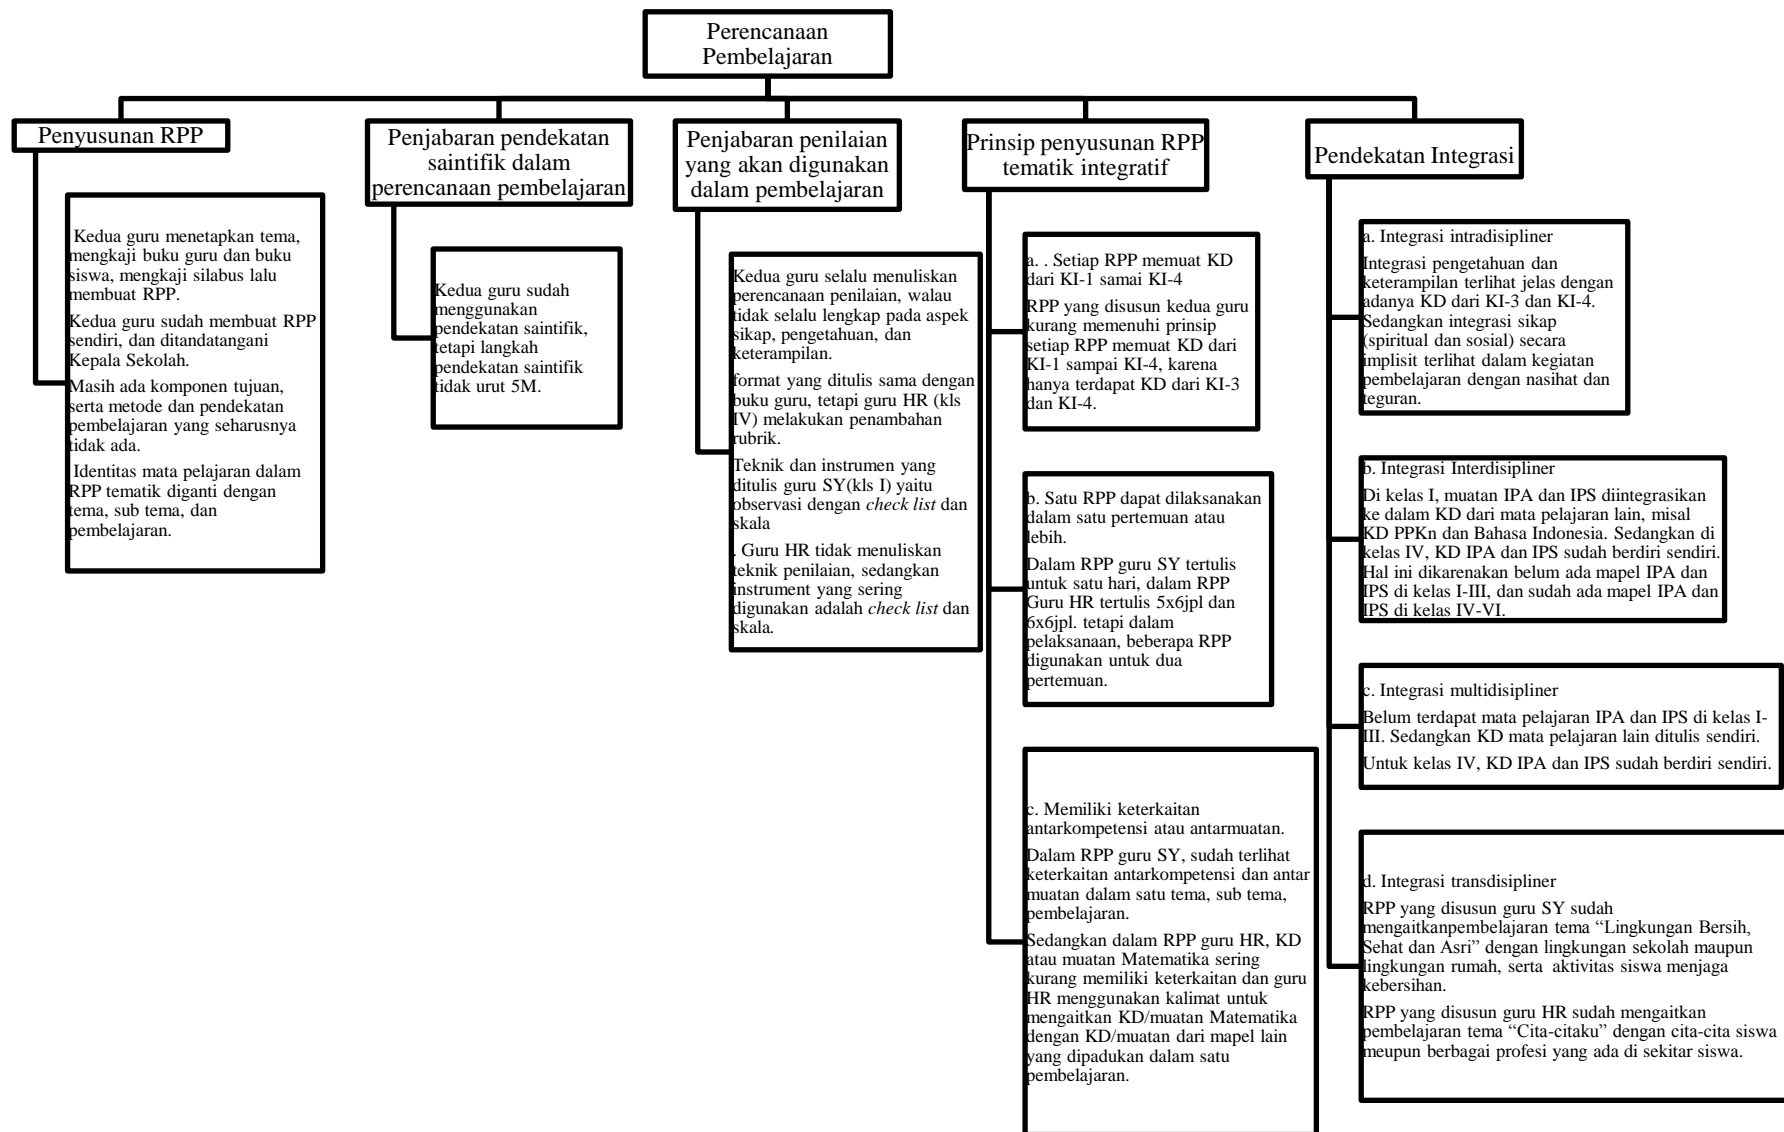 Perencanaan
Pembelajaran
Penyusunan RPP
Kedua guru menetapkan tema,
mengkaji buku guru dan buku
siswa, mengkaji silabus lalu
membuat RPP.
Kedua guru sudah membuat RPP
sendiri, dan ditandatangani
Kepala Sekolah.
Masih ada komponen tujuan,
serta metode dan pendekatan
pembelajaran yang seharusnya
tidak ada.
Identitas mata pelajaran dalam
RPP tematik diganti dengan
tema, sub tema, dan
pembelajaran.
Penjabaran pendekatan
saintifik dalam
perencanaan pembelajaran
Kedua guru sudah
menggunakan
pendekatan saintifik,
tetapi langkah
pendekatan saintifik
tidak urut 5M.
Penjabaran penilaian
yang akan digunakan
dalam pembelajaran
Kedua guru selalu menuliskan
perencanaan penilaian, walau
tidak selalu lengkap pada aspek
sikap, pengetahuan, dan
keterampilan.
format yang ditulis sama dengan
buku guru, tetapi guru HR (kls
IV) melakukan penambahan
rubrik.
Teknik dan instrumen yang
ditulis guru SY(kls I) yaitu
observasi dengan check list dan
skala
. Guru HR tidak menuliskan
teknik penilaian, sedangkan
instrument yang sering
digunakan adalah check list dan
skala.
Prinsip penyusunan RPP
tematik integratif
a. . Setiap RPP memuat KD
dari KI-1 samai KI-4
RPP yang disusun kedua guru
kurang memenuhi prinsip
setiap RPP memuat KD dari
KI-1 sampai KI-4, karena
hanya terdapat KD dari KI-3
dan KI-4.
b. Satu RPP dapat dilaksanakan
dalam satu pertemuan atau
lebih.
Dalam RPP guru SY tertulis
untuk satu hari, dalam RPP
Guru HR tertulis 5x6jpl dan
6x6jpl. tetapi dalam
pelaksanaan, beberapa RPP
digunakan untuk dua
pertemuan.
c. Memiliki keterkaitan
antarkompetensi atau antarmuatan.
Dalam RPP guru SY, sudah terlihat
keterkaitan antarkompetensi dan antar
muatan dalam satu tema, sub tema,
pembelajaran.
Sedangkan dalam RPP guru HR, KD
atau muatan Matematika sering
kurang memiliki keterkaitan dan guru
HR menggunakan kalimat untuk
mengaitkan KD/muatan Matematika
dengan KD/muatan dari mapel lain
yang dipadukan dalam satu
pembelajaran.
Pendekatan Integrasi
a. Integrasi intradisipliner
Integrasi pengetahuan dan
keterampilan terlihat jelas dengan
adanya KD dari KI-3 dan KI-4.
Sedangkan integrasi sikap
(spiritual dan sosial) secara
implisit terlihat dalam kegiatan
pembelajaran dengan nasihat dan
teguran.
b. Integrasi Interdisipliner
Di kelas I, muatan IPA dan IPS diintegrasikan
ke dalam KD dari mata pelajaran lain, misal
KD PPKn dan Bahasa Indonesia. Sedangkan di
kelas IV, KD IPA dan IPS sudah berdiri sendiri.
Hal ini dikarenakan belum ada mapel IPA dan
IPS di kelas I-III, dan sudah ada mapel IPA dan
IPS di kelas IV-VI.
c. Integrasi multidisipliner
Belum terdapat mata pelajaran IPA dan IPS di kelas I-
III. Sedangkan KD mata pelajaran lain ditulis sendiri.
Untuk kelas IV, KD IPA dan IPS sudah berdiri sendiri.
d. Integrasi transdisipliner
RPP yang disusun guru SY sudah
mengaitkanpembelajaran tema “Lingkungan Bersih,
Sehat dan Asri” dengan lingkungan sekolah maupun
lingkungan rumah, serta aktivitas siswa menjaga
kebersihan.
RPP yang disusun guru HR sudah mengaitkan
pembelajaran tema “Cita-citaku” dengan cita-cita siswa
meupun berbagai profesi yang ada di sekitar siswa.